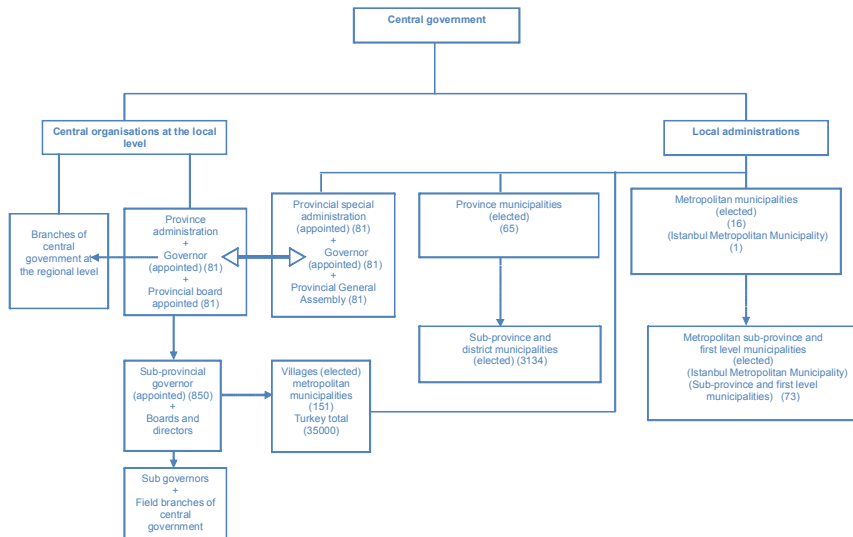 Central government
Central organisations at the local
level
Local administrations
Branches of
central
government at
the regional level
Province
administration
+
Governor
(appointed) (81)
+
Provincial board
appointed (81)
Provincial special
administration
(appointed) (81)
+
Governor
(appointed) (81)
+
Provincial General
Assembly (81)
Province municipalities
(elected)
(65)
Metropolitan municipalities
(elected)
(16)
(Istanbul Metropolitan Municipality)
(1)
Sub-provincial
governor
(appointed) (850)
+
Boards and
directors
Villages (elected)
metropolitan
municipalities
(151)
Turkey total
(35000)
Sub-province and
district municipalities
(elected) (3134)
Metropolitan sub-province and
first level municipalities
(elected)
(Istanbul Metropolitan Municipality)
(Sub-province and first level
municipalities) (73)
Sub governors
+
Field branches of
central
government